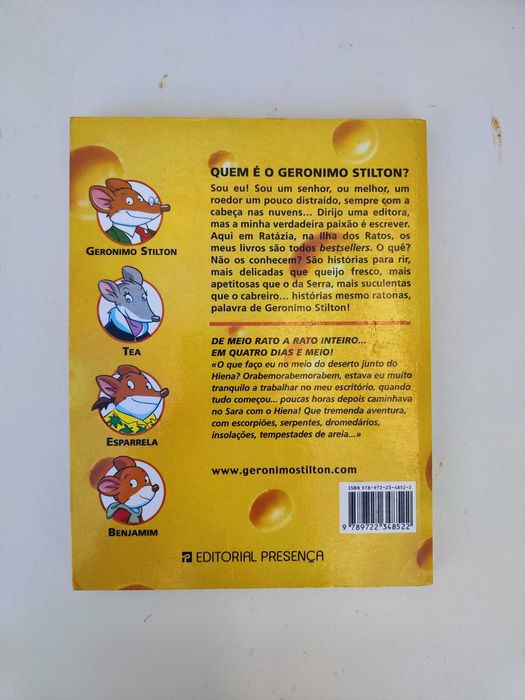 QUEM É O GERONIMO STILTON?
Sou eu! Sou um senhor, ou melhor, um
roedor um pouco distraído, sempre com a
cabeça nas nuvens... Dirijo uma editora,
mas a minha verdadeira paixão é escrever.
Aqui em Ratázia, na Ilha dos Ratos, os
meus livros são todos bestsellers. O quê?
Não os conhecem? São histórias para rir,
mais delicadas que queijo fresco, mais
apetitosas que o da Serra, mais suculentas
que o cabreiro... histórias mesmo ratonas,
palavra de Geronimo Stilton!
DE MEIO RATO A RATO INTEIRO...
EM QUATRO DIAS E MEIO!
«O que faço eu no meio do deserto junto do
Hiena? Orabemorabemorabem, estava eu muito
tranquilo a trabalhar no meu escritório, quando
tudo começou... poucas horas depois caminhava
no Sara com o Hiena! Que tremenda aventura,
com escorpiões, serpentes, dromedários,
insolações, tempestades de areia...»
www.geronimostilton.com
GERONIMO STILTON
TEA
ESPARRELA
BENJAMIM
ISBN 978-972-23-4852-2
9 789722 348522
EDITORIAL PRESENÇA